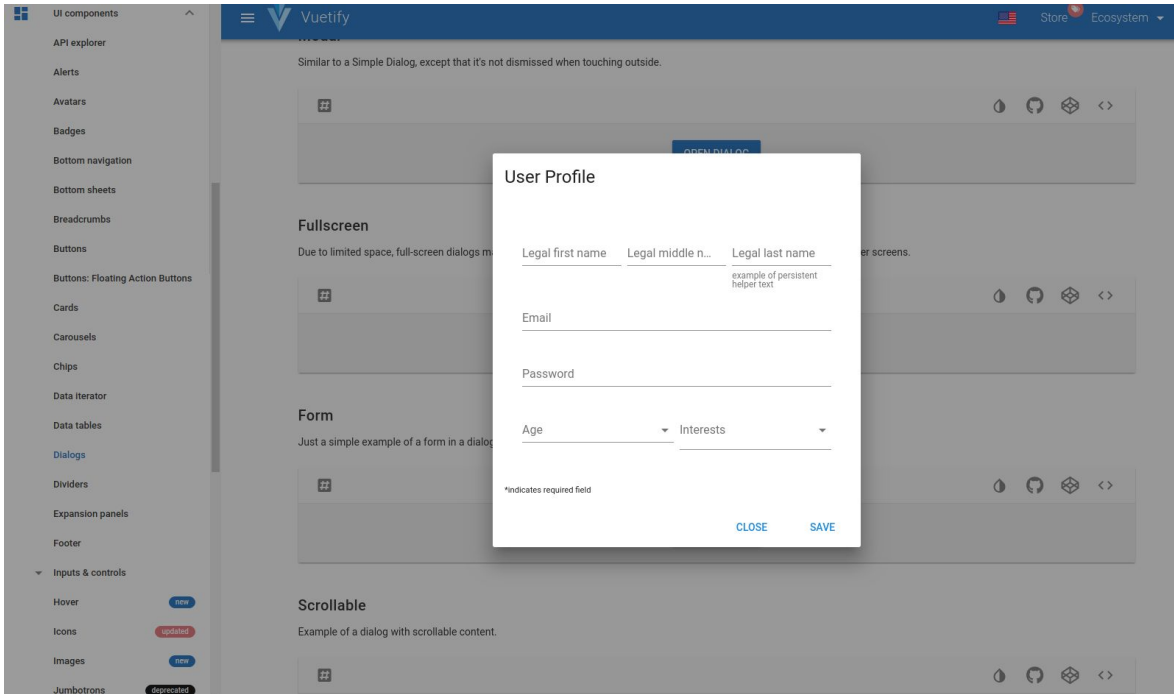 UI components
API explorer
Alerts
Avatars
Badges
Bottom navigation
Bottom sheets
Breadcrumbs
Buttons
Buttons: Floating Action Buttons
Cards
Carousels
Chips
Data iterator
Data tables
Dialogs
Dividers
Expansion panels
Footer
Inputs & controls
Hover new
Icons updated
Images new
Jumbotrons deprecated
Vuetify
Store Ecosystem
Similar to a Simple Dialog, except that it's not dismissed when touching outside.
OPEN DIALOG
Fullscreen
Due to limited space, full-screen dialogs
er screens.
Form
Just a simple example of a form in a dialog
Scrollable
Example of a dialog with scrollable content.
User Profile
Legal first name Legal middle n... Legal last name
example of persistent
helper text
Email
Password
Age Interests
*indicates required field
CLOSE SAVE